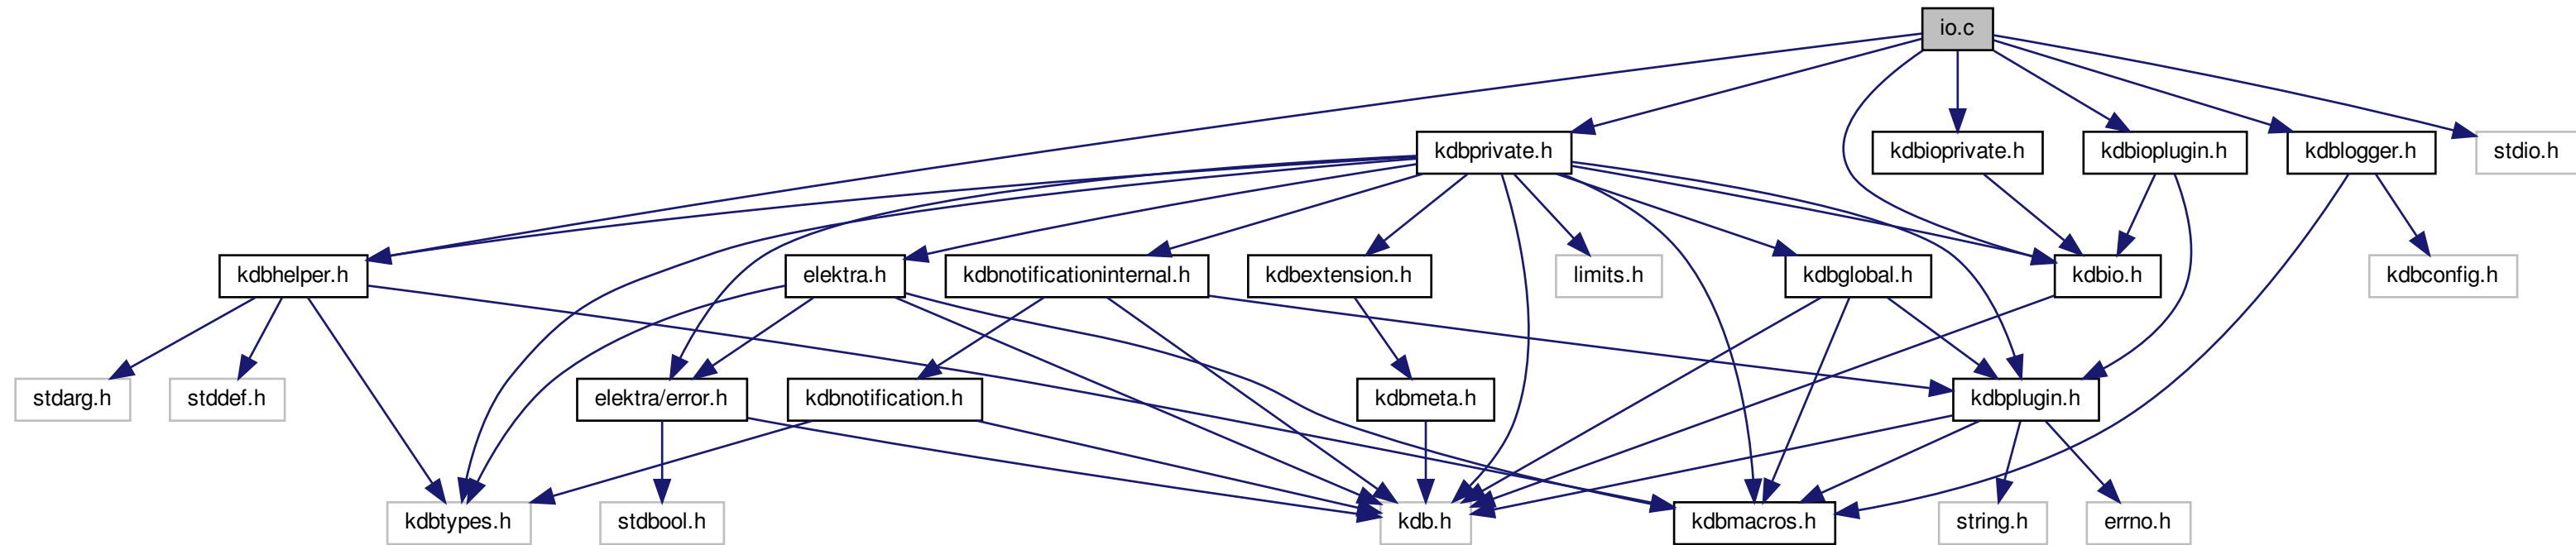 io.c
kdbprivate.h
kdbioprivate.h
kdbioplugin.h
kdblogger.h
stdio.h
kdbhelper.h
elektra.h
kdbnotificationinternal.h
kdbextension.h
limits.h
kdbglobal.h
kdbio.h
kdbconfig.h
stdarg.h
stddef.h
elektra/error.h
kdbnotification.h
kdbmeta.h
kdbplugin.h
kdbtypes.h
stdbool.h
kdb.h
kdbmacros.h
string.h
errno.h